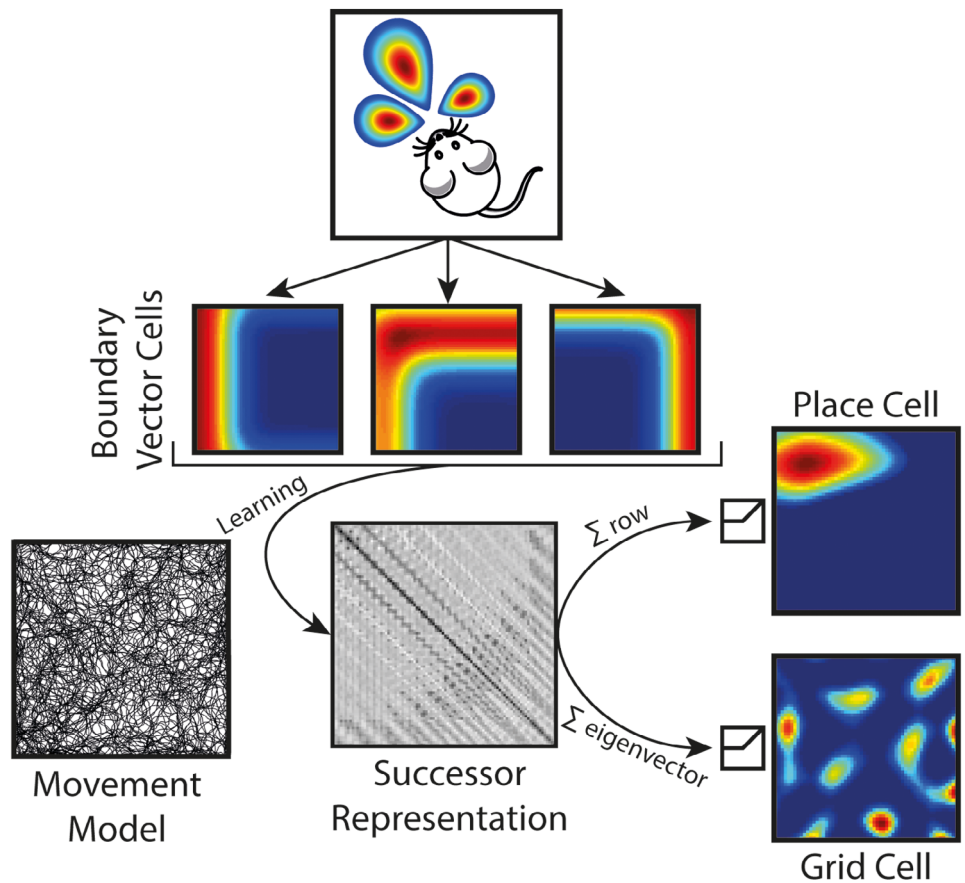 Boundary
Vector Cells
Place Cell
Learning
∑ row
∑ eigenvector
Movement
Model
Successor
Representation
Grid Cell